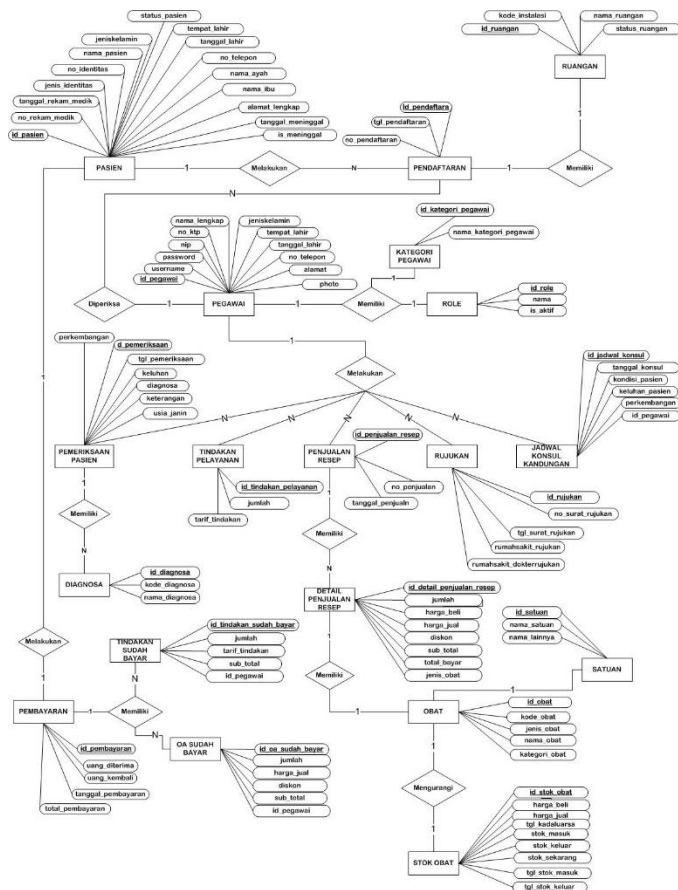 status_pasien
tempat_lahir
jeniskelamin
tanggal_lahir
nama_pasien
no_telepon
no_identitas
nama_ayah
jenis_identitas
nama_ibu
tanggal_rekam_medik
alamat_lengkap
no_rekam_medik
tanggal_meninggal
id_pasien
is_meninggal
PASIEN
1
Melakukan
N
id_pendaftara
tgl_pendaftaran
no_pendaftaran
PENDAFTARAN
1
Memiliki
1
kode_instalasi
nama_ruangan
id_ruangan
status_ruangan
RUANGAN
1
N
nama_lengkap
jeniskelamin
no_ktp
tempat_lahir
nip
tanggal_lahir
password
no_telepon
username
alamat
id_pegawai
photo
id_kategori_pegawai
nama_kategori_pegawai
KATEGORI
PEGAWAI
1
Diperiksa
1
PEGAWAI
1
Memiliki
1
ROLE
id_role
nama
is_aktif
1
Melakukan
N
N
N
N
N
perkembangan
d_pemeriksaan
tgl_pemeriksaan
keluhan
diagnosa
keterangan
usia_janin
PEMERIKSAAN
PASIEN
TINDAKAN
PELAYANAN
id_tindakan_pelayanan
jumlah
tarif_tindakan
id_penjualan_resep
PENJUALAN
RESEP
no_penjualan
tanggal_penjualn
RUJUKAN
id_rujukan
no_surat_rujukan
tgl_surat_rujukan
rumahsakit_rujukan
rumahsakit_dokterrujukan
id_jadwal_konsul
tanggal_konsul
kondisi_pasien
keluhan_pasien
perkembangan
id_pegawai
JADWAL
KONSUL
KANDUNGAN
1
Memiliki
N
DIAGNOSA
id_diagnosa
kode_diagnosa
nama_diagnosa
1
Memiliki
N
DETAIL
PENJUALAN
RESEP
id_detail_penjualan_resep
jumlah
harga_beli
harga_jual
diskon
sub_total
total_bayar
jenis_obat
1
Melakukan
1
TINDAKAN
SUDAH
BAYAR
id_tindakan_sudah_bayar
jumlah
tarif_tindakan
sub_total
id_pegawai
N
PEMBAYARAN
1
Memiliki
N
id_pembayaran
uang_diterima
uang_kembali
tanggal_pembayaran
total_pembayaran
OA SUDAH
BAYAR
id_oa_sudah_bayar
jumlah
harga_jual
diskon
sub_total
id_pegawai
1
Memiliki
1
OBAT
id_obat
kode_obat
jenis_obat
nama_obat
kategori_obat
id_satuan
nama_satuan
nama_lainnya
SATUAN
1
1
Mengurangi
1
STOK OBAT
id_stok_obat
harga_beli
harga_jual
tgl_kadaluarsa
stok_masuk
stok_keluar
stok_sekarang
tgl_stok_masuk
tgl_stok_keluar